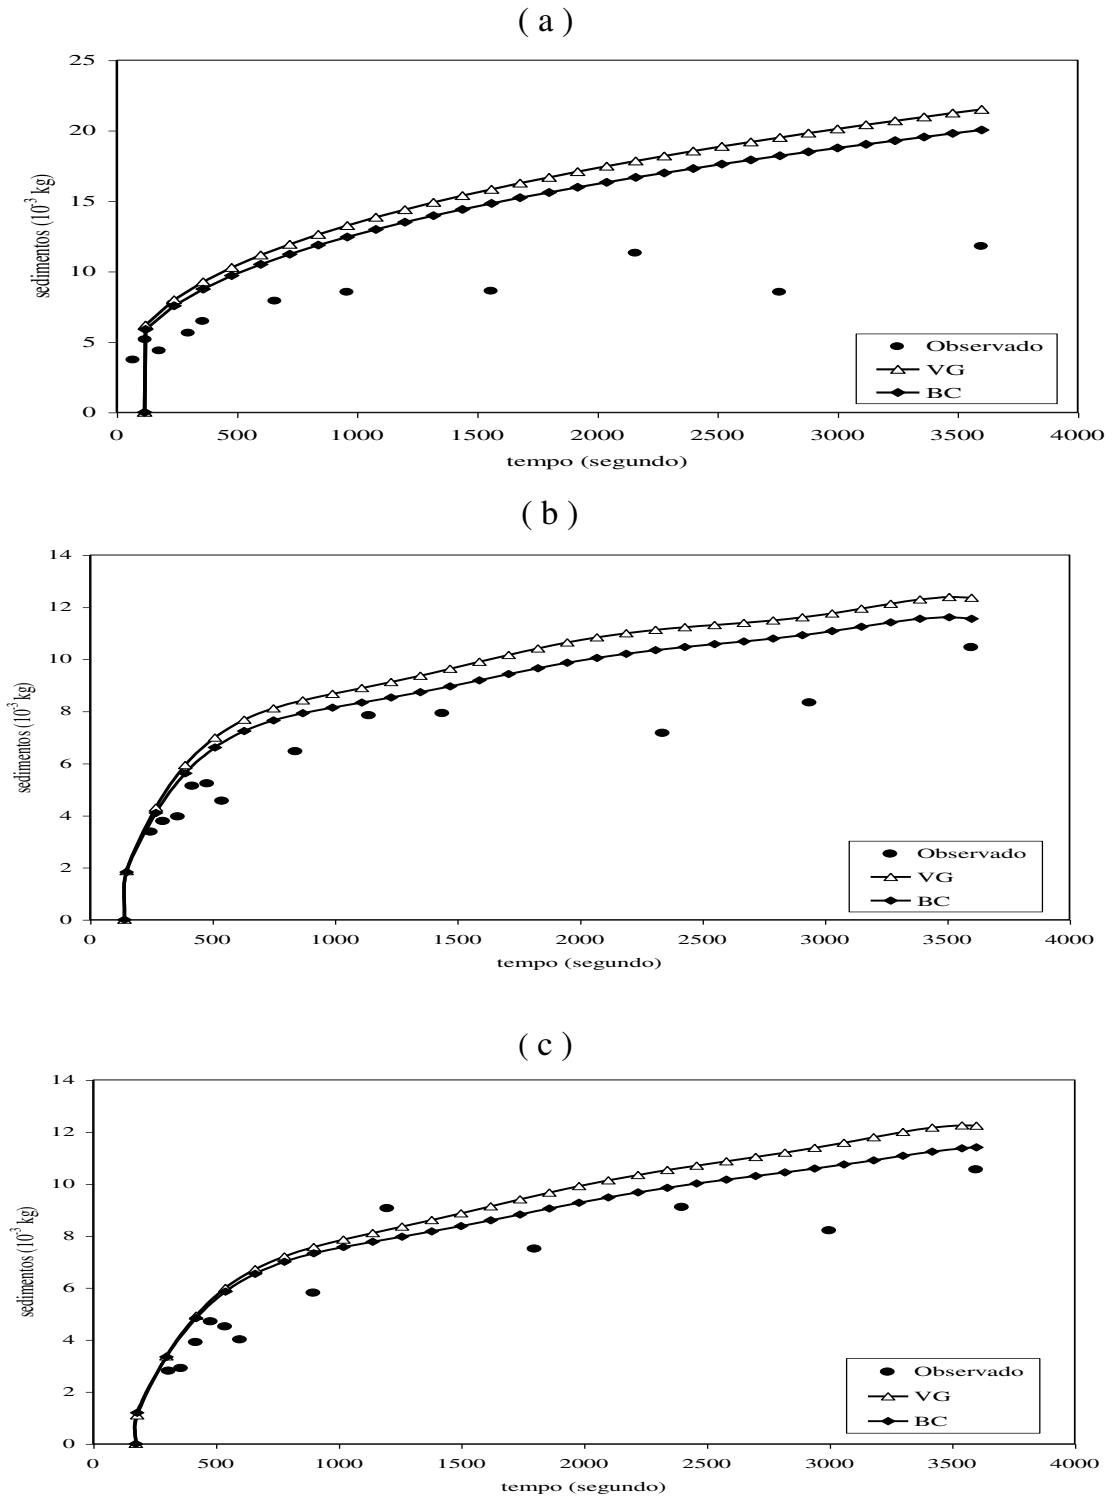 ( a )
25
20
15
10
5
0
sedimentos (10⁻³ kg)
0 500 1000 1500 2000 2500 3000 3500 4000
tempo (segundo)
Observado
VG
BC
( b )
14
12
10
8
6
4
2
0
sedimentos (10⁻³ kg)
0 500 1000 1500 2000 2500 3000 3500 4000
tempo (segundo)
Observado
VG
BC
( c )
14
12
10
8
6
4
2
0
sedimentos (10⁻³ kg)
0 500 1000 1500 2000 2500 3000 3500 4000
tempo (segundo)
Observado
VG
BC